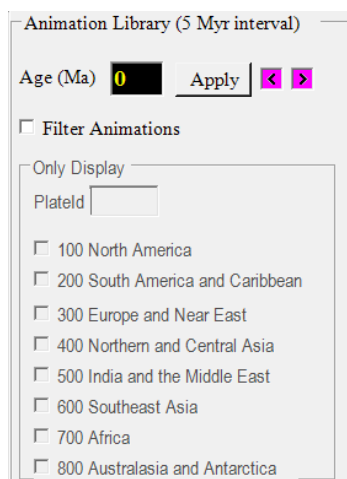 Animation Library (5 Myr interval)
Age (Ma) 0 Apply < >
Filter Animations
Only Display
PlateId
100 North America
200 South America and Caribbean
300 Europe and Near East
400 Northern and Central Asia
500 India and the Middle East
600 Southeast Asia
700 Africa
800 Australasia and Antarctica